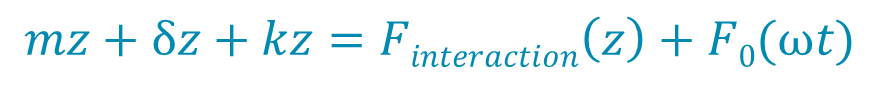 mz + δz + kz = F_interaction(z) + F_0(ωt)